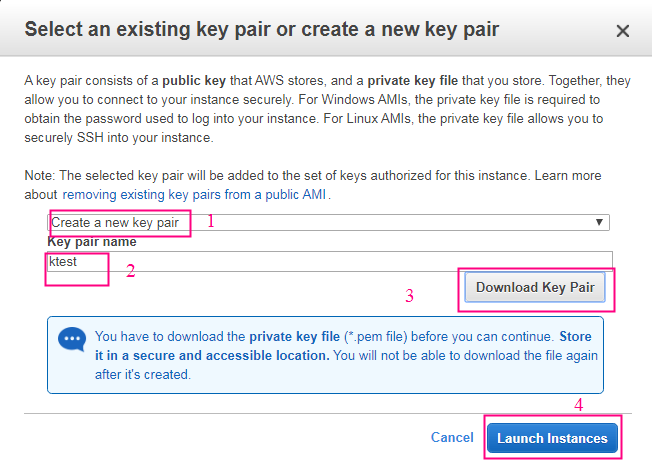 Select an existing key pair or create a new key pair
A key pair consists of a public key that AWS stores, and a private key file that you store. Together, they
allow you to connect to your instance securely. For Windows AMIs, the private key file is required to
obtain the password used to log into your instance. For Linux AMIs, the private key file allows you to
securely SSH into your instance.
Note: The selected key pair will be added to the set of keys authorized for this instance. Learn more
about removing existing key pairs from a public AMI .
Create a new key pair 1
Key pair name
ktest 2
3 Download Key Pair
You have to download the private key file (*.pem file) before you can continue. Store
it in a secure and accessible location. You will not be able to download the file again
after it's created.
4
Cancel Launch Instances